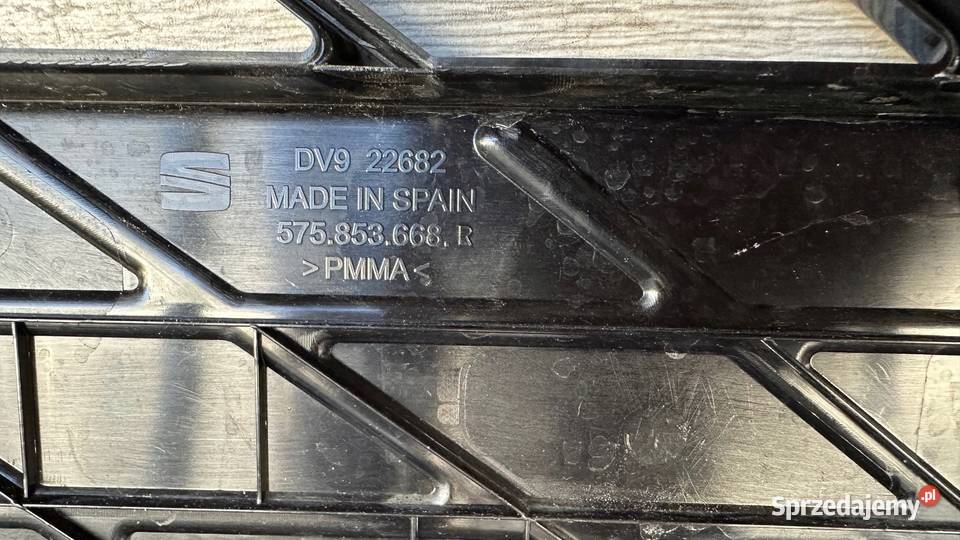 DV9 22682
MADE IN SPAIN
575.853.668. R
>PMMA<
Sprzedajemy.pl